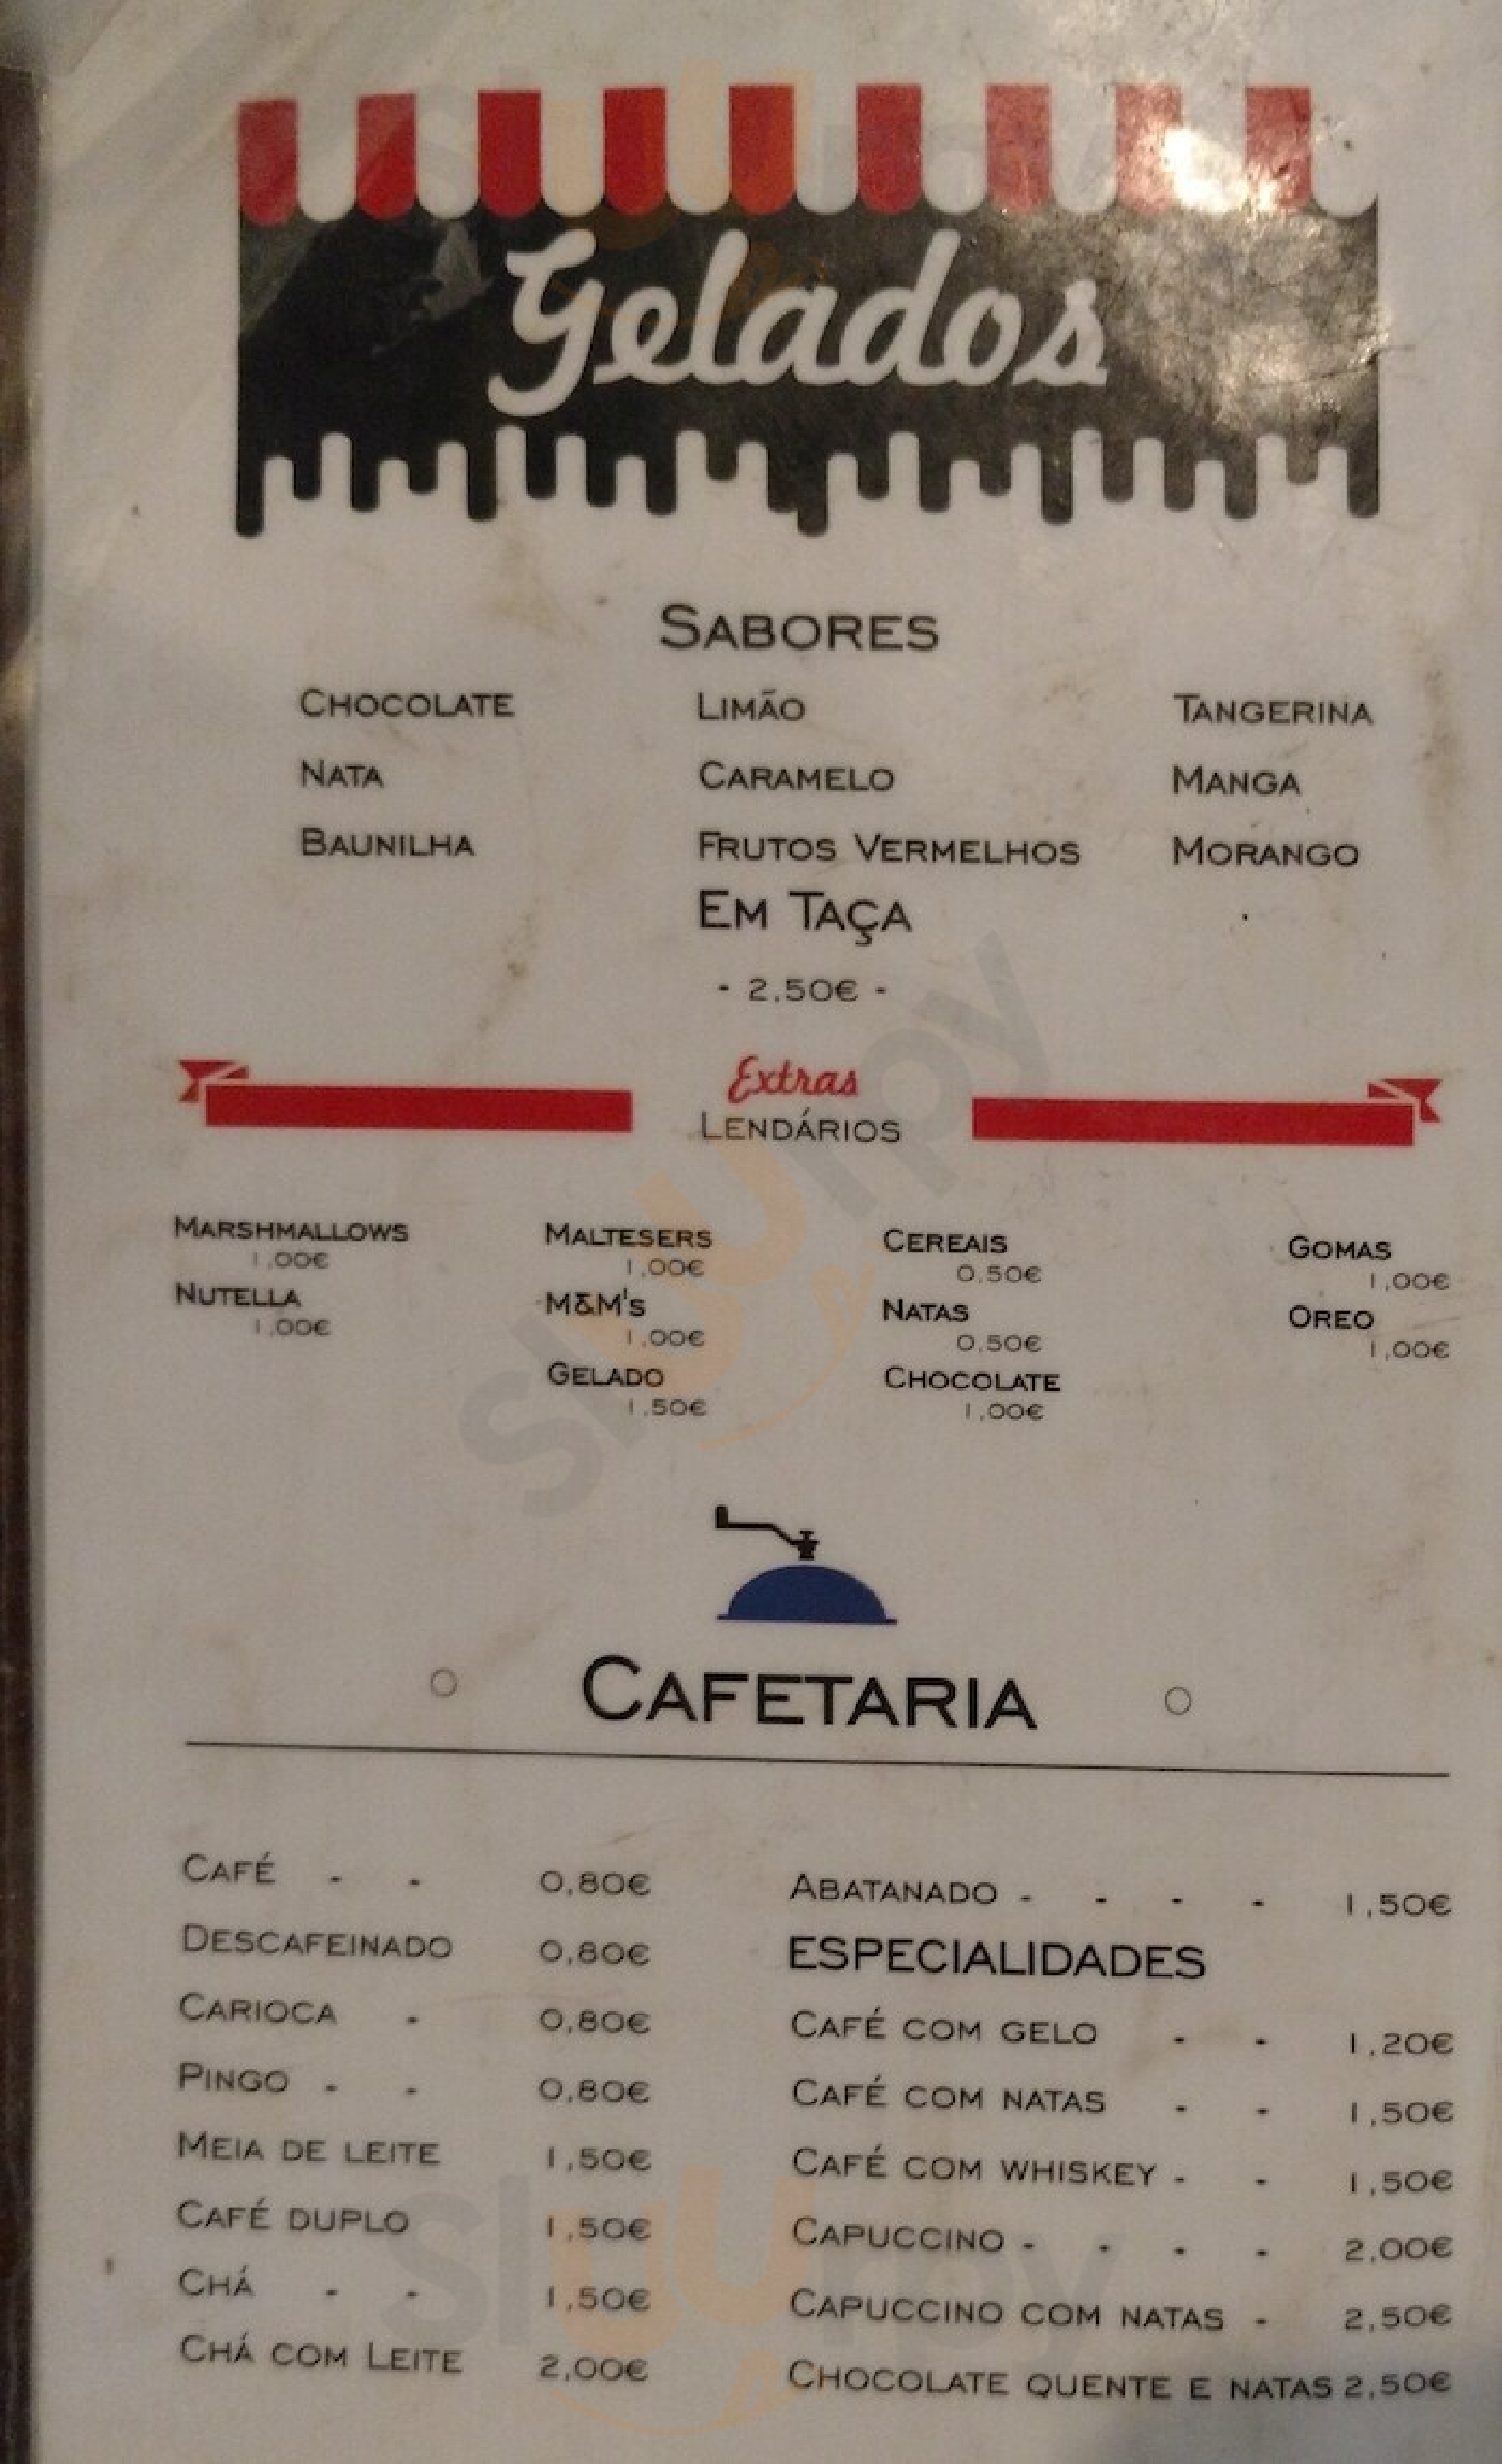 Gelados
SABORES
CHOCOLATE LIMÃO TANGERINA
NATA CARAMELO MANGA
BAUNILHA FRUTOS VERMELHOS MORANGO
EM TAÇA
- 2,50€ -
Extras
LENDÁRIOS
MARSHMALLOWS MALTESERS CEREAIS GOMAS
1,00€ 1,00€ 0,50€ 1,00€
NUTELLA M&M's NATAS OREO
1,00€ 1,00€ 0,50€ 1,00€
GELADO CHOCOLATE
1,50€ 1,00€
CAFETARIA
CAFÉ - - 0,80€
DESCAFEINADO 0,80€
CARIOCA - 0,80€
PINGO - - 0,80€
MEIA DE LEITE 1,50€
CAFÉ DUPLO 1,50€
CHÁ - - 1,50€
CHÁ COM LEITE 2,00€
ABATANADO - - - - 1,50€
ESPECIALIDADES
CAFÉ COM GELO - - 1,20€
CAFÉ COM NATAS - - 1,50€
CAFÉ COM WHISKEY - - 1,50€
CAPUCCINO - - - - 2,00€
CAPUCCINO COM NATAS - 2,50€
CHOCOLATE QUENTE E NATAS 2,50€
Slurpy
Slurpy
Slurpy